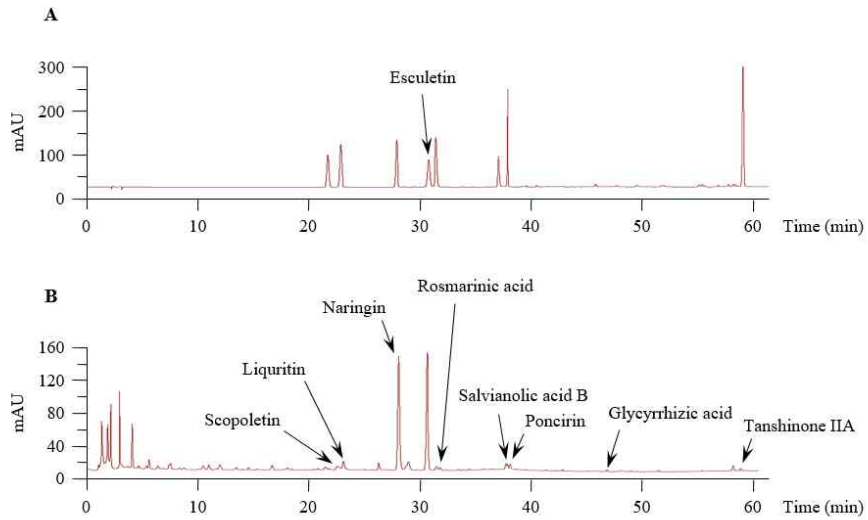 A
300
200
100
0
mAU
Esculetin
0 10 20 30 40 50 60 Time (min)
B
160
120
80
40
0
mAU
Scopoletin
Liquritin
Naringin
Rosmarinic acid
Salvianolic acid B
Poncirin
Glycyrrhizic acid
Tanshinone IIA
0 10 20 30 40 50 60 Time (min)